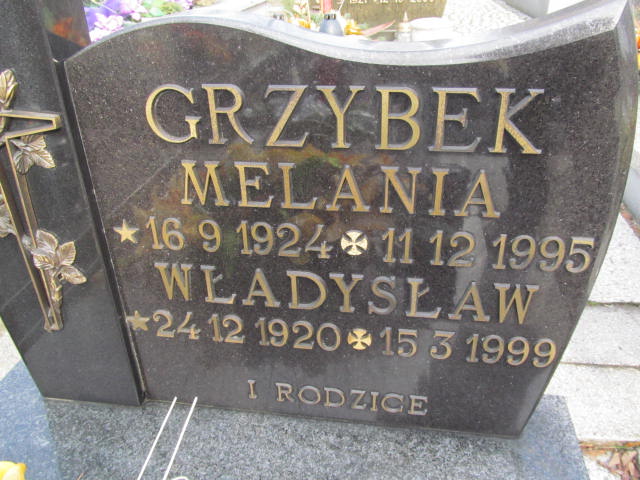 GRZYBEK
MELANIA
16 9 1924 11 12 1995
WŁADYSŁAW
24 12 1920 15 3 1999
I RODZICE